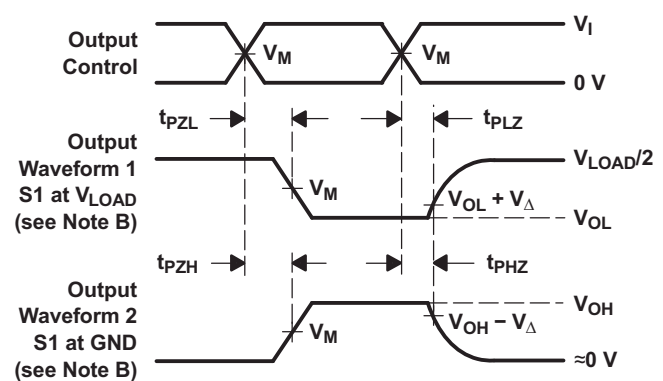 Output
Control
V_M
V_M
V_I
0 V
t_PZL
t_PLZ
Output
Waveform 1
S1 at V_LOAD
(see Note B)
V_M
V_LOAD/2
V_OL + V_Δ
V_OL
t_PZH
t_PHZ
Output
Waveform 2
S1 at GND
(see Note B)
V_M
V_OH
V_OH − V_Δ
≈0 V